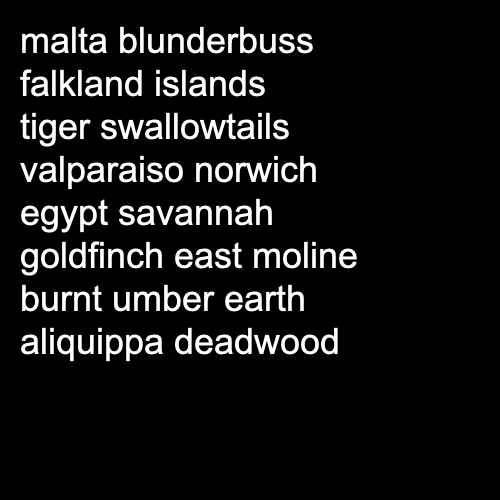 malta blunderbuss
falkland islands
tiger swallowtails
valparaiso norwich
egypt savannah
goldfinch east moline
burnt umber earth
aliquippa deadwood